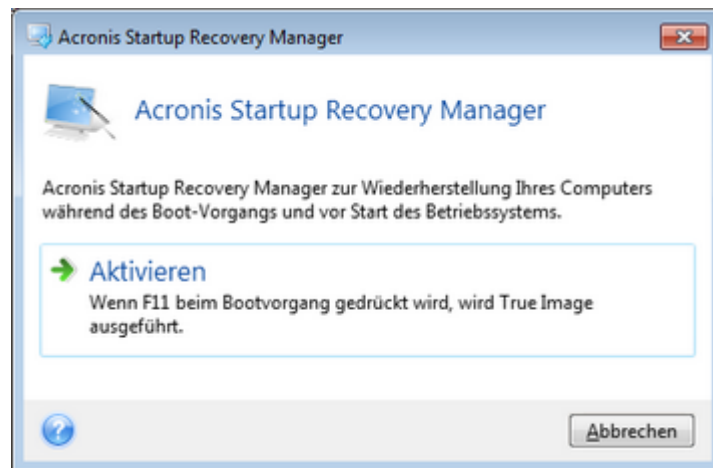 Acronis Startup Recovery Manager
Acronis Startup Recovery Manager
Acronis Startup Recovery Manager zur Wiederherstellung Ihres Computers
während des Boot-Vorgangs und vor Start des Betriebssystems.
Aktivieren
Wenn F11 beim Bootvorgang gedrückt wird, wird True Image
ausgeführt.
?
Abbrechen